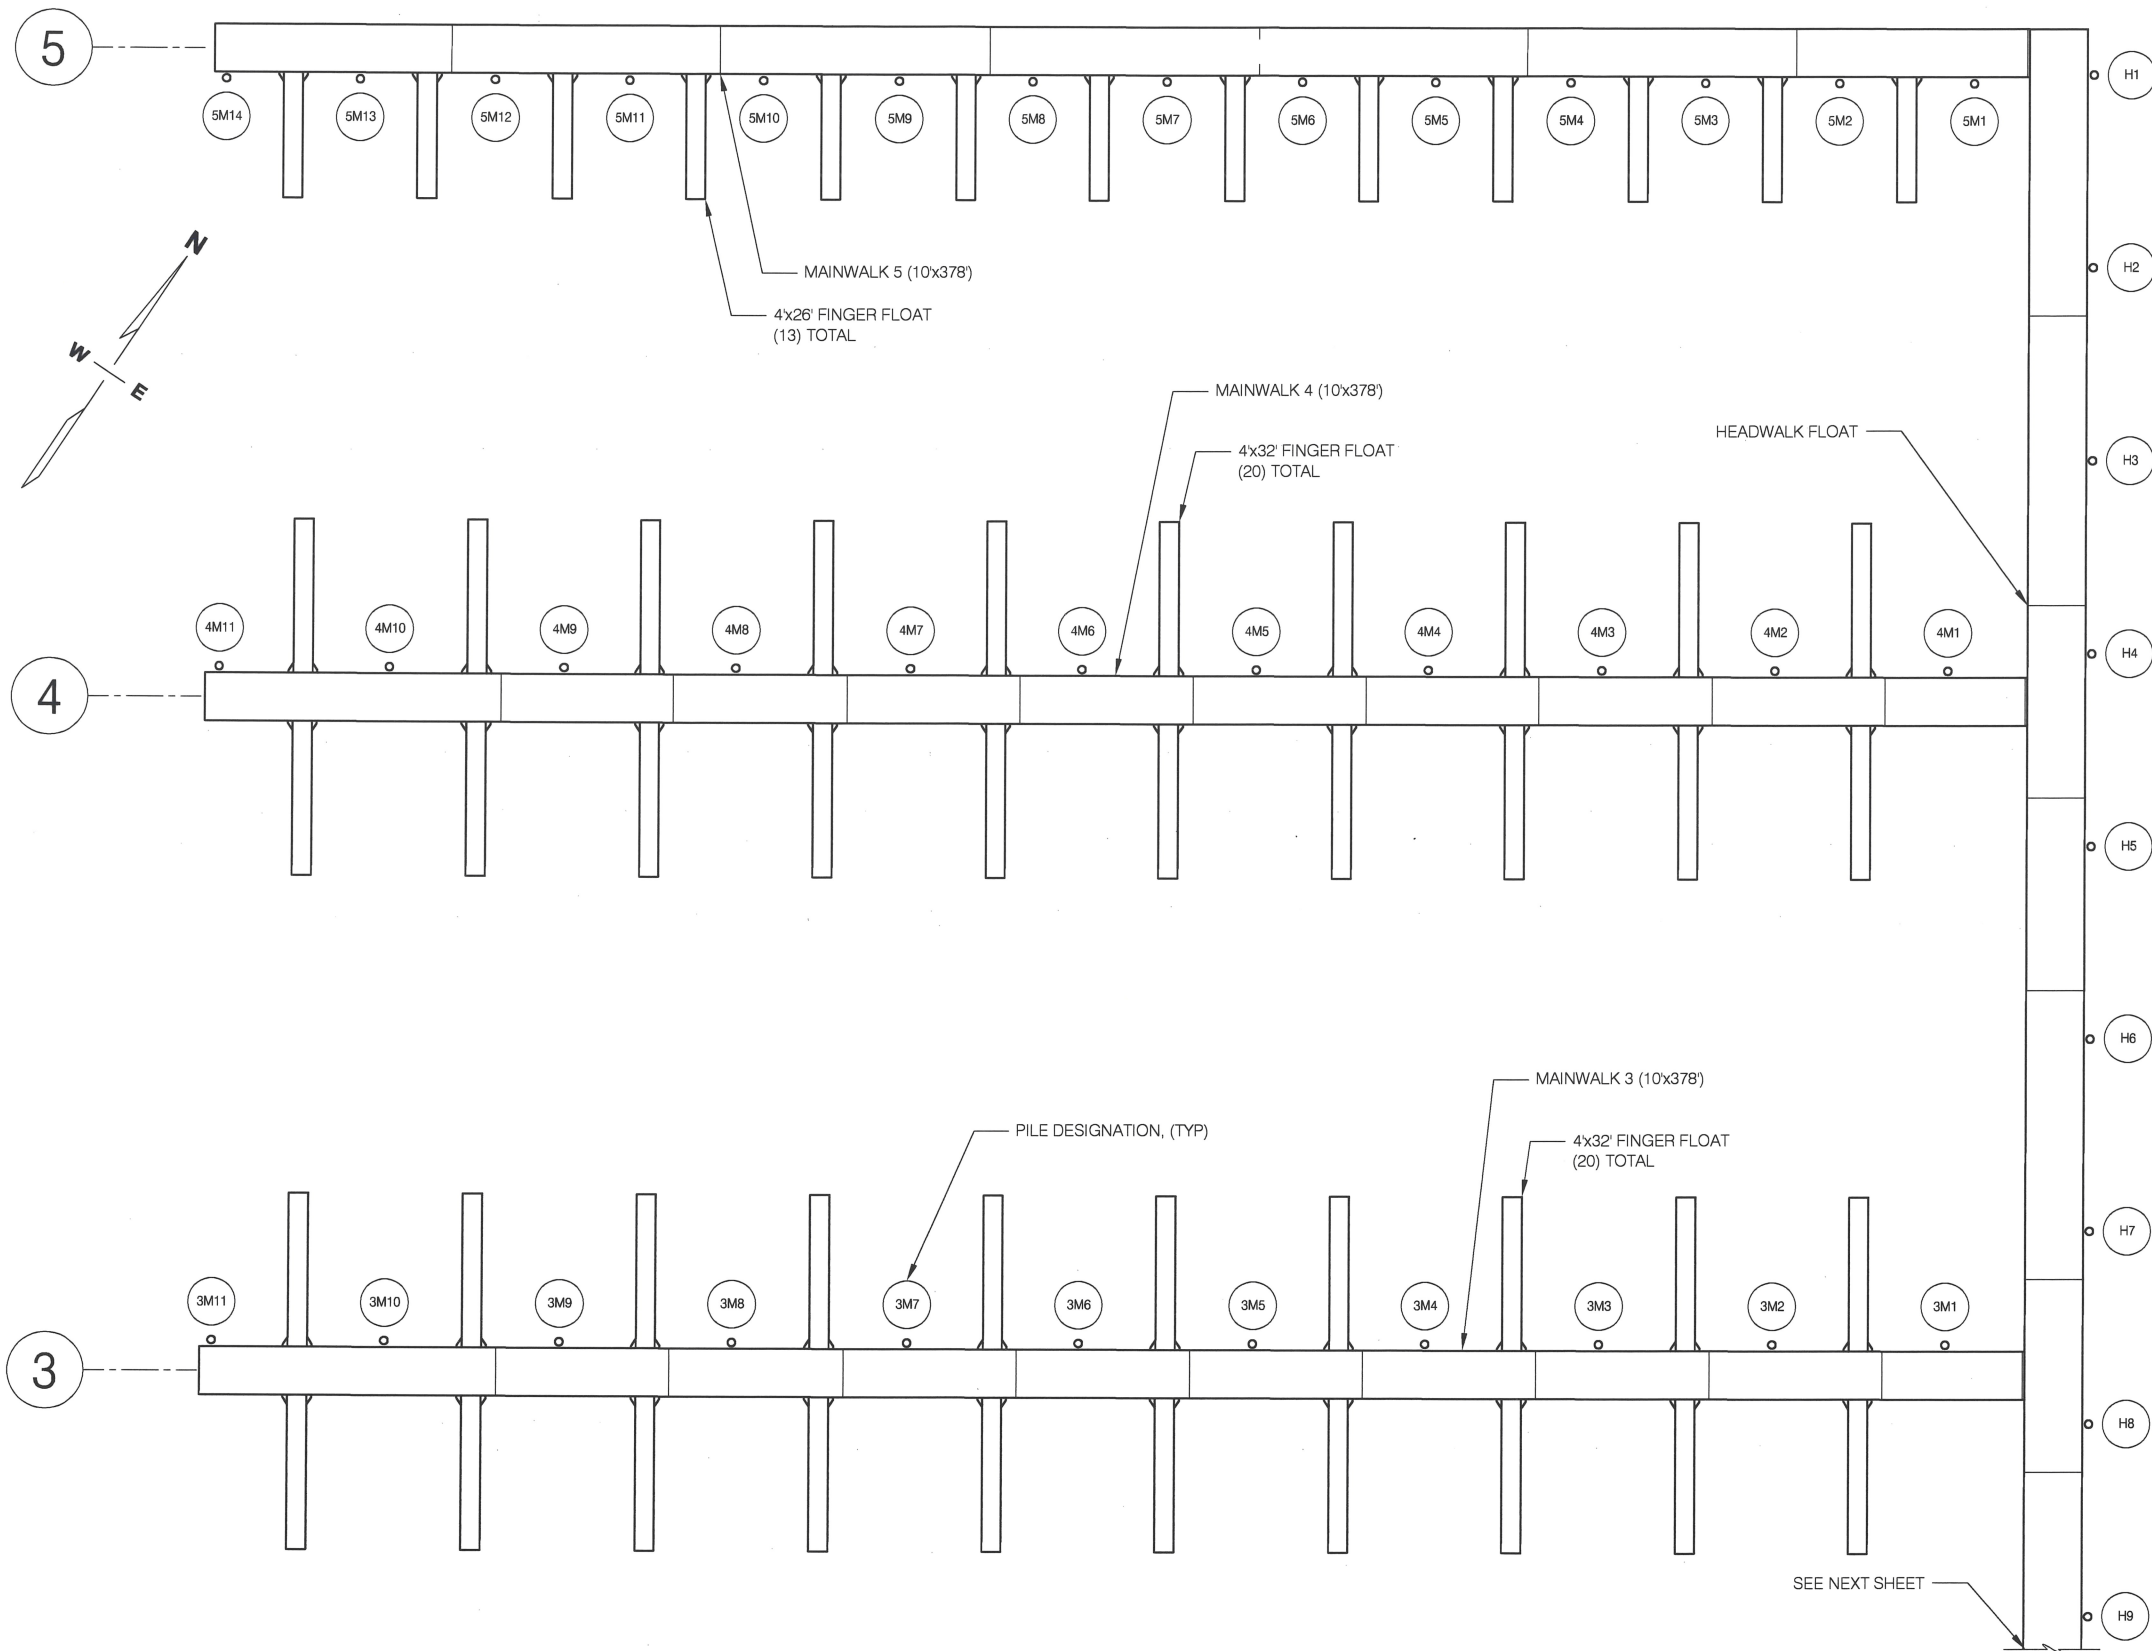 5
H1
5M14
5M13
5M12
5M11
5M10
5M9
5M8
5M7
5M6
5M5
5M4
5M3
5M2
5M1
N
W
E
H2
MAINWALK 5 (10'x378')
4'x26' FINGER FLOAT
(13) TOTAL
MAINWALK 4 (10'x378')
HEADWALK FLOAT
4'x32' FINGER FLOAT
(20) TOTAL
H3
4M11
4M10
4M9
4M8
4M7
4M6
4M5
4M4
4M3
4M2
4M1
H4
4
H5
H6
MAINWALK 3 (10'x378')
PILE DESIGNATION, (TYP)
4'x32' FINGER FLOAT
(20) TOTAL
H7
3M11
3M10
3M9
3M8
3M7
3M6
3M5
3M4
3M3
3M2
3M1
3
H8
SEE NEXT SHEET
H9